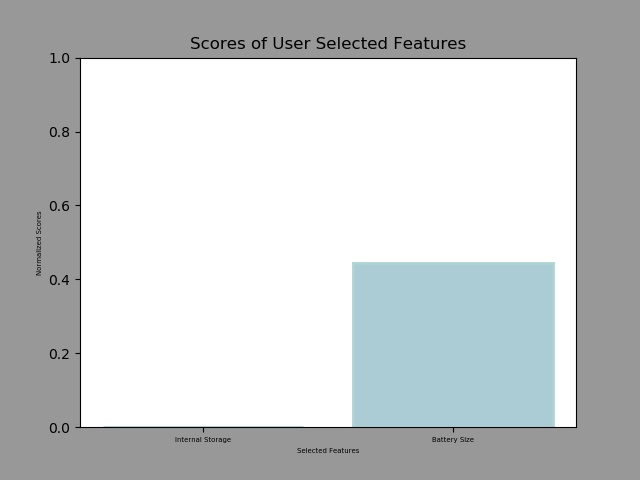 Scores of User Selected Features
1.0
0.8
0.6
0.4
0.2
0.0
Normalized Scores
Internal Storage
Battery Size
Selected Features